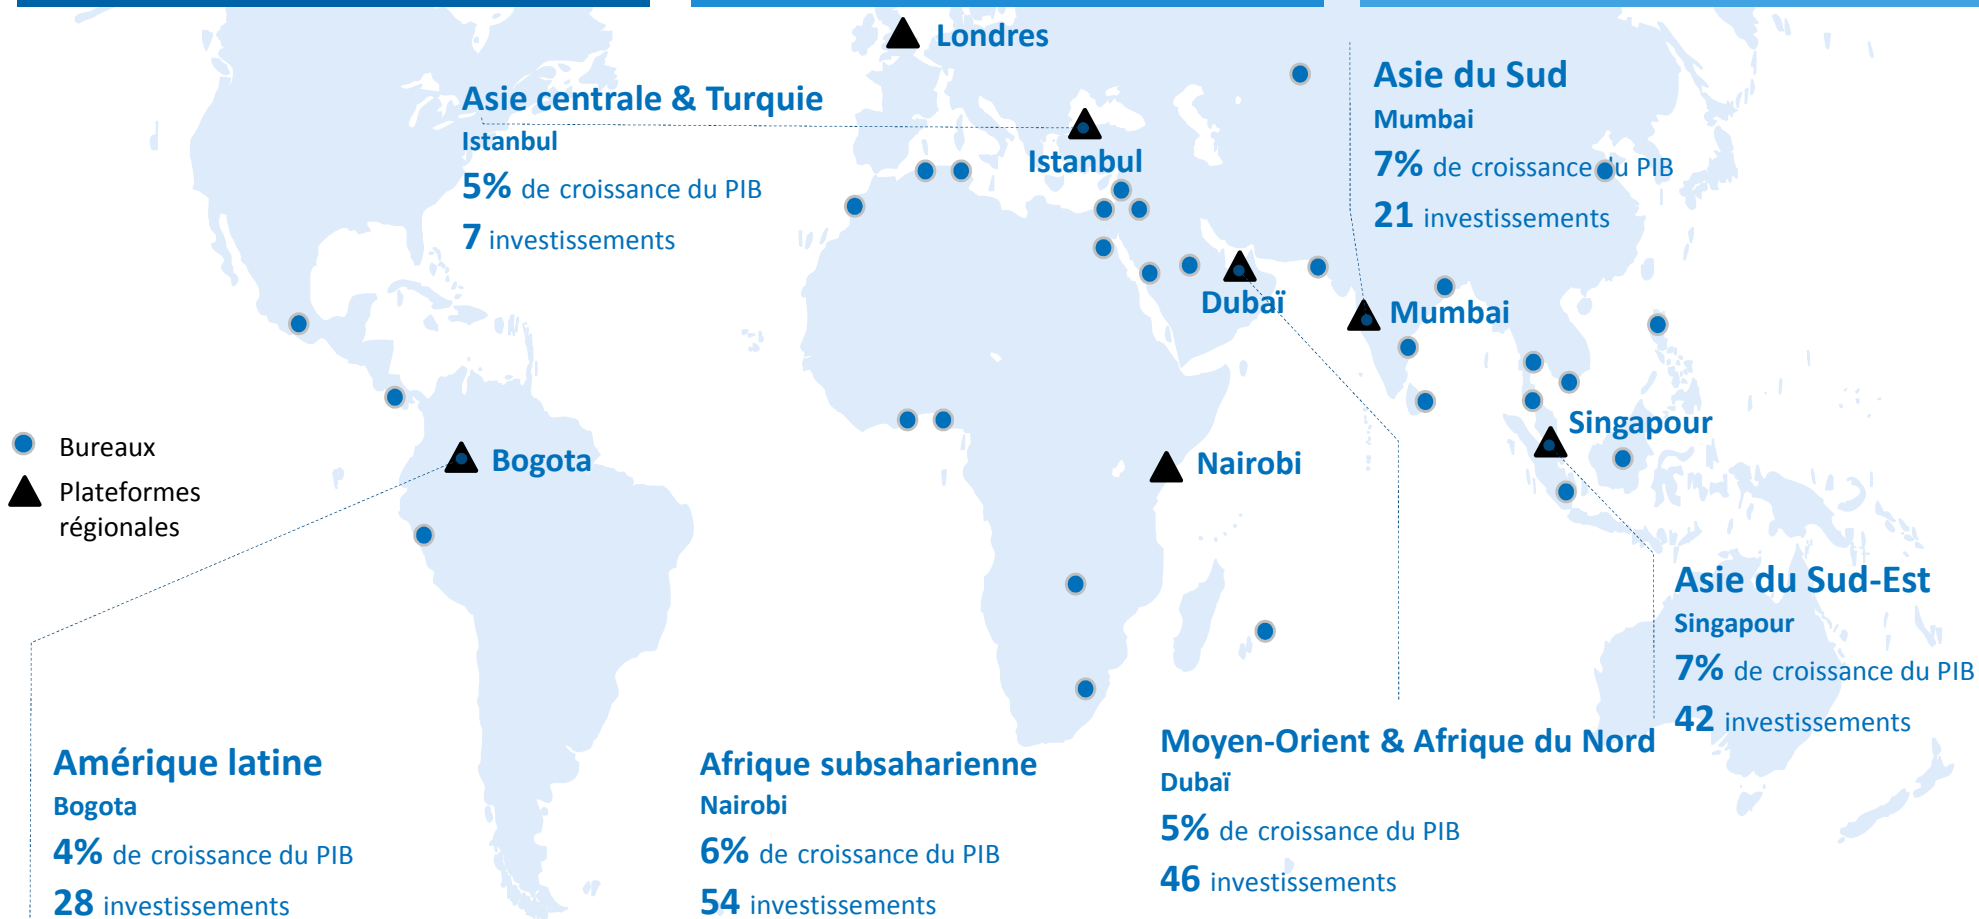 Londres
Asie centrale & Turquie
Istanbul
5% de croissance du PIB
7 investissements
Istanbul
Asie du Sud
Mumbai
7% de croissance du PIB
21 investissements
Dubaï
Mumbai
Bureaux
Plateformes
régionales
Bogota
Nairobi
Singapour
Asie du Sud-Est
Singapour
7% de croissance du PIB
42 investissements
Amérique latine
Bogota
4% de croissance du PIB
28 investissements
Afrique subsaharienne
Nairobi
6% de croissance du PIB
54 investissements
Moyen-Orient & Afrique du Nord
Dubaï
5% de croissance du PIB
46 investissements